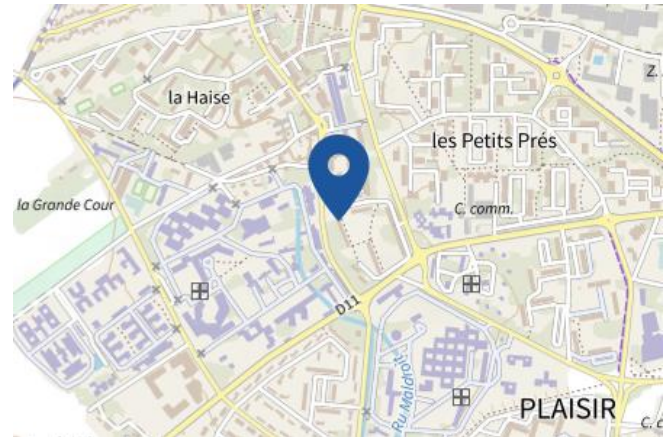 Z.
la Haise
les Petits Prés
la Grande Cour
C. comm.
D11
Ru Maldroit
PLAISIR